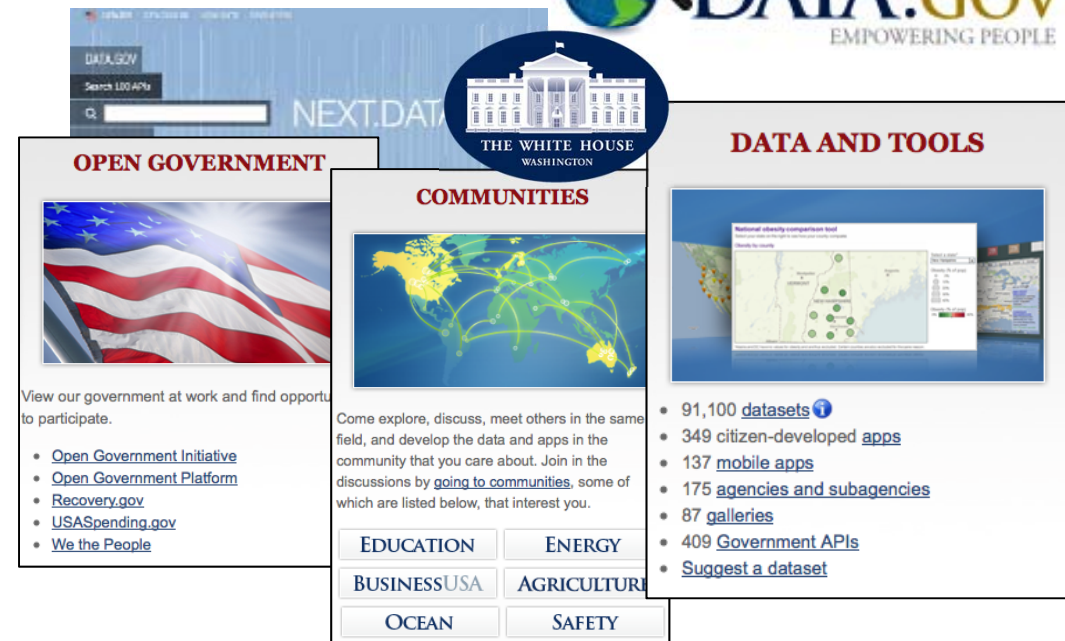 DATA.GOV
EMPOWERING PEOPLE
DATA.GOV
Search 100 APIs
NEXT.DATA
THE WHITE HOUSE
WASHINGTON
OPEN GOVERNMENT
View our government at work and find opportu
to participate.
Open Government Initiative
Open Government Platform
Recovery.gov
USASpending.gov
We the People
COMMUNITIES
Come explore, discuss, meet others in the same
field, and develop the data and apps in the
community that you care about. Join in the
discussions by going to communities, some of
which are listed below, that interest you.
EDUCATION
ENERGY
BUSINESSUSA
AGRICULTURE
OCEAN
SAFETY
DATA AND TOOLS
National obesity comparison tool
Obesity by county
VERMONT
NEW HAMPSHIRE
91,100 datasets
349 citizen-developed apps
137 mobile apps
175 agencies and subagencies
87 galleries
409 Government APIs
Suggest a dataset